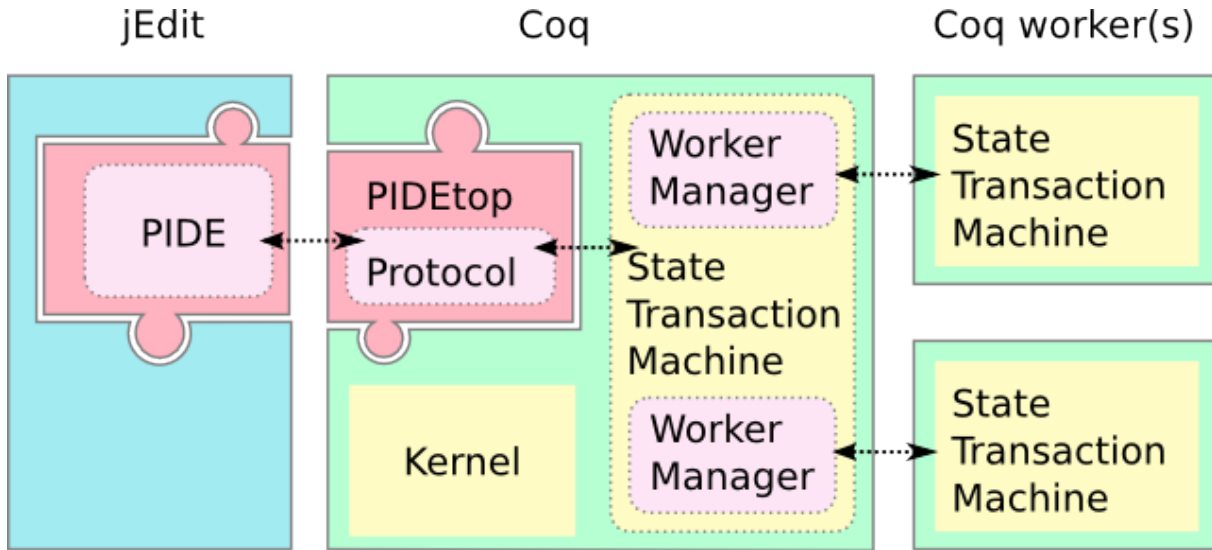 jEdit
Coq
Coq worker(s)
PIDE
PIDEtop
Protocol
Kernel
Worker
Manager
State
Transaction
Machine
Worker
Manager
State
Transaction
Machine
State
Transaction
Machine